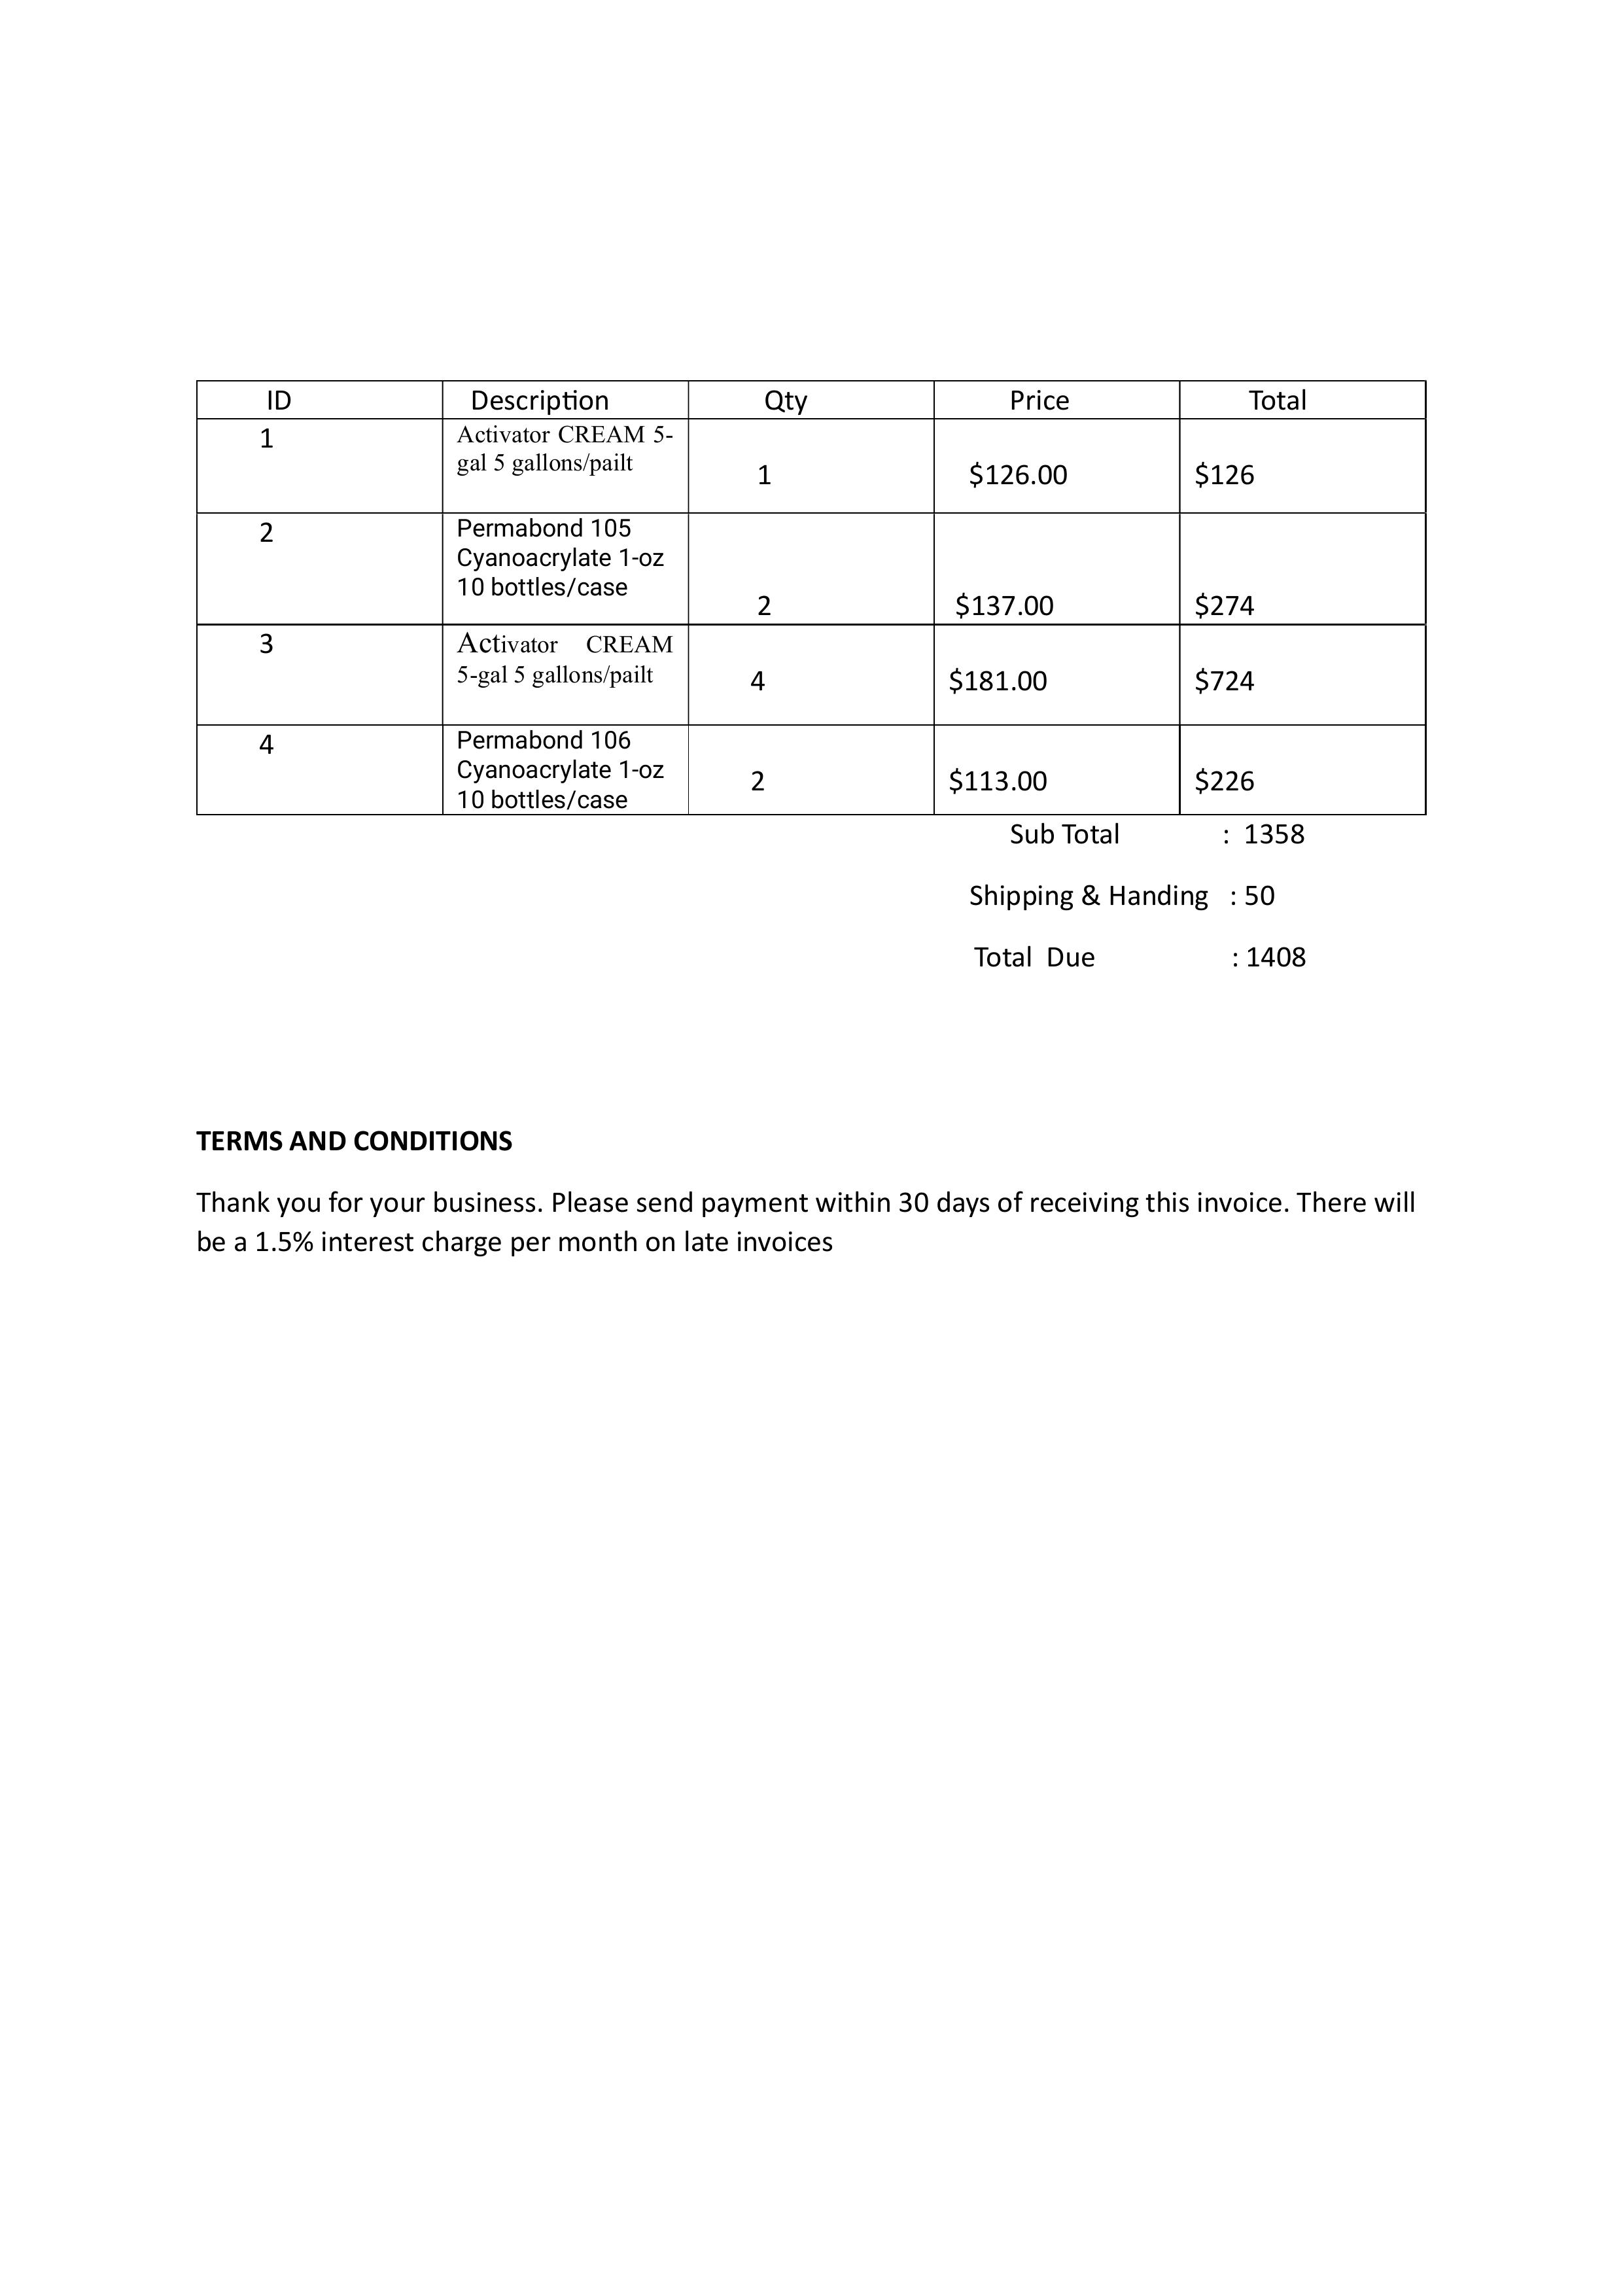 ID Description Qty Price Total
1 Activator CREAM 5-
gal 5 gallons/pailt
1 $126.00 $126
2 Permabond 105
Cyanoacrylate 1-oz
10 bottles/case
2 $137.00 $274
3 Activator CREAM
5-gal 5 gallons/pailt
4 $181.00 $724
4 Permabond 106
Cyanoacrylate 1-oz
10 bottles/case
2 $113.00 $226
Sub Total : 1358
Shipping & Handing : 50
Total Due : 1408
TERMS AND CONDITIONS
Thank you for your business. Please send payment within 30 days of receiving this invoice. There will
be a 1.5% interest charge per month on late invoices